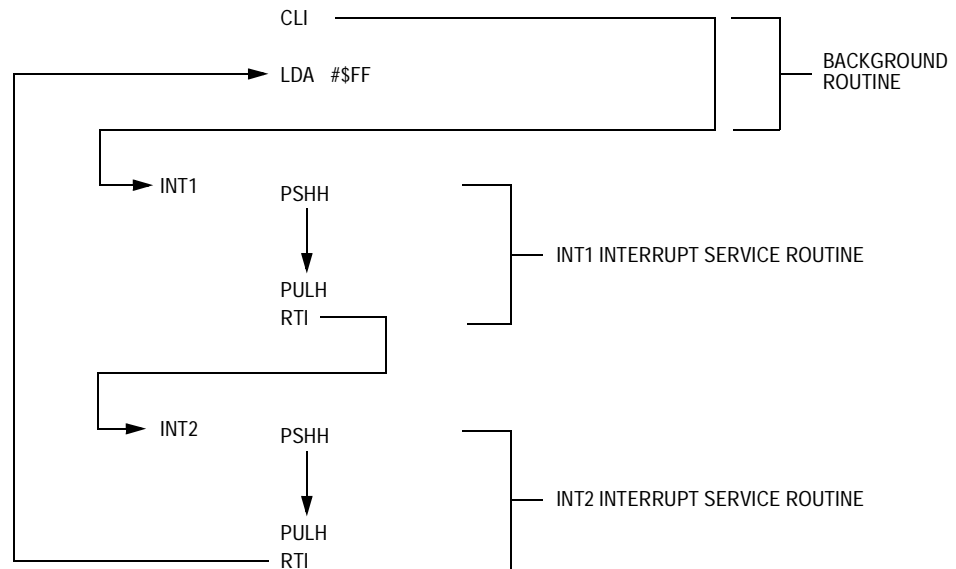 CLI
LDA #$FF
BACKGROUND
ROUTINE
INT1
PSHH
INT1 INTERRUPT SERVICE ROUTINE
PULH
RTI
INT2
PSHH
INT2 INTERRUPT SERVICE ROUTINE
PULH
RTI